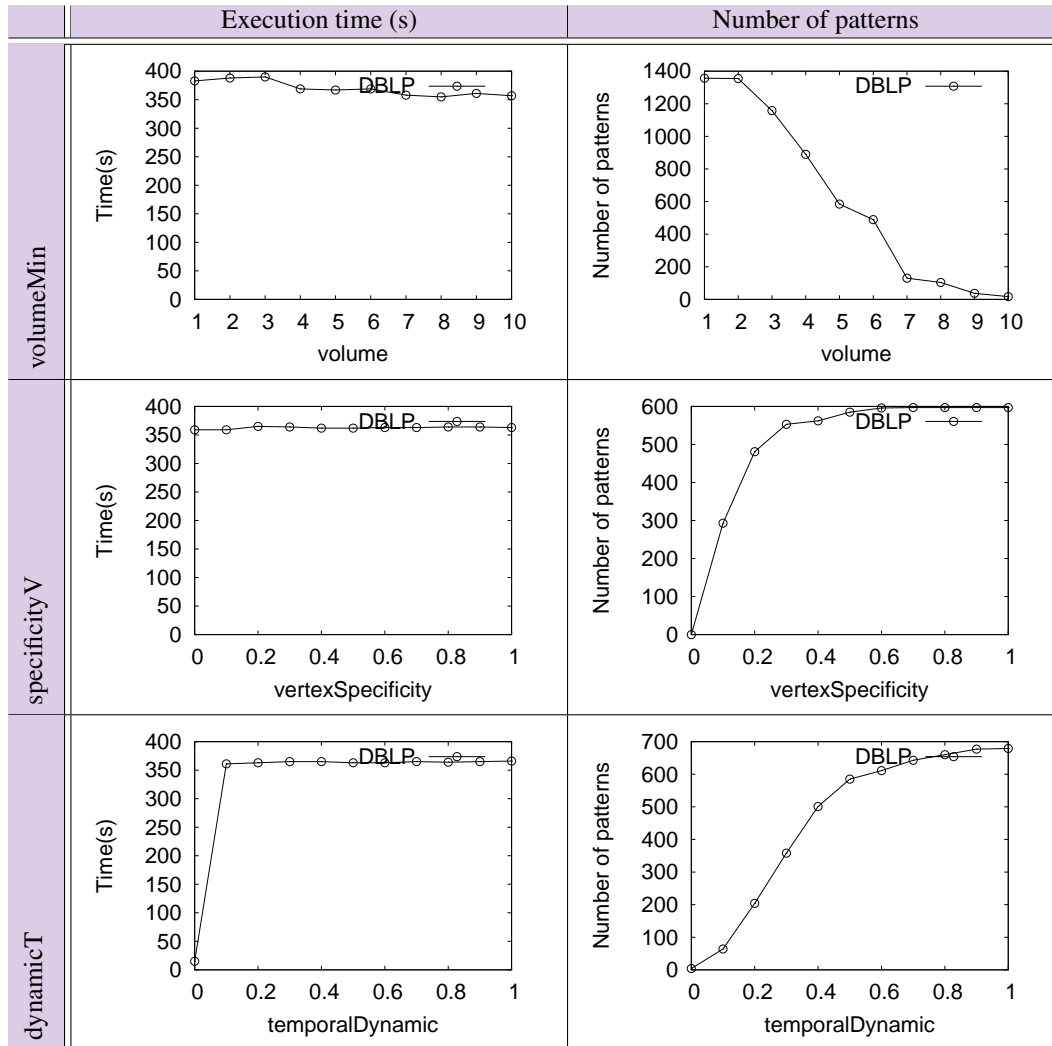 Execution time (s)
Number of patterns
volumeMin
400
350
300
250
200
150
100
50
0
1 2 3 4 5 6 7 8 9 10
Time(s)
volume
DBLP
1400
1200
1000
800
600
400
200
0
1 2 3 4 5 6 7 8 9 10
Number of patterns
volume
DBLP
specificityV
400
350
300
250
200
150
100
50
0
0 0.2 0.4 0.6 0.8 1
Time(s)
vertexSpecificity
DBLP
600
500
400
300
200
100
0
0 0.2 0.4 0.6 0.8 1
Number of patterns
vertexSpecificity
DBLP
dynamicT
400
350
300
250
200
150
100
50
0
0 0.2 0.4 0.6 0.8 1
Time(s)
temporalDynamic
DBLP
700
600
500
400
300
200
100
0
0 0.2 0.4 0.6 0.8 1
Number of patterns
temporalDynamic
DBLP